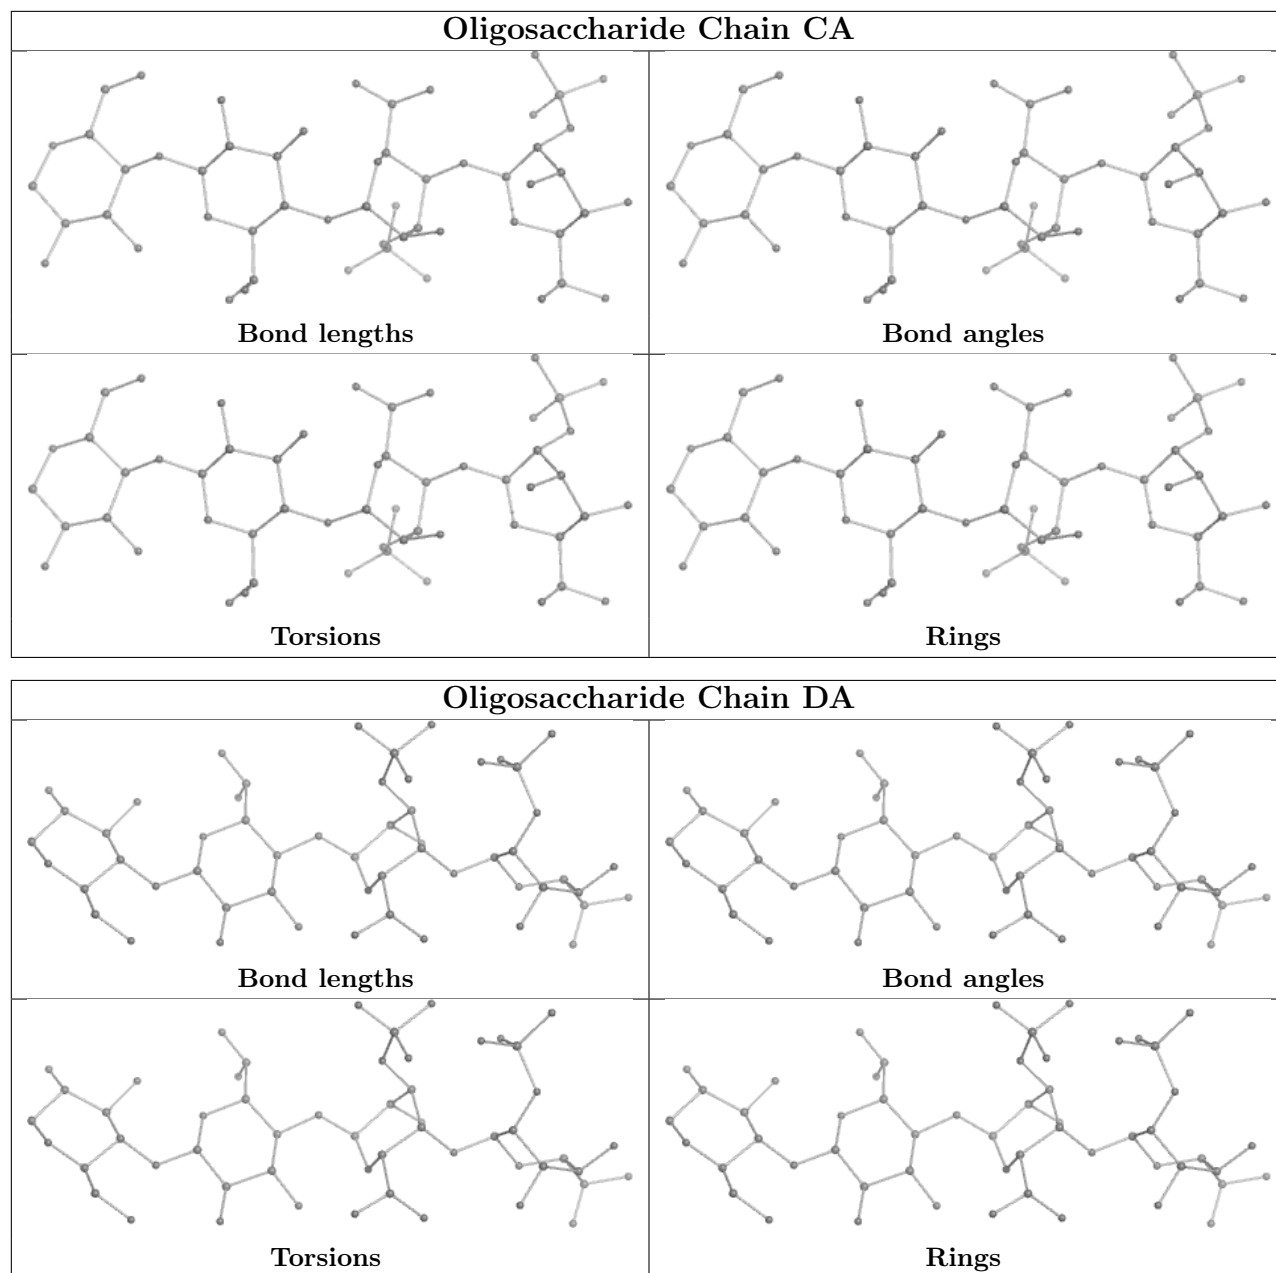 Oligosaccharide Chain CA
Bond lengths
Bond angles
Torsions
Rings
Oligosaccharide Chain DA
Bond lengths
Bond angles
Torsions
Rings